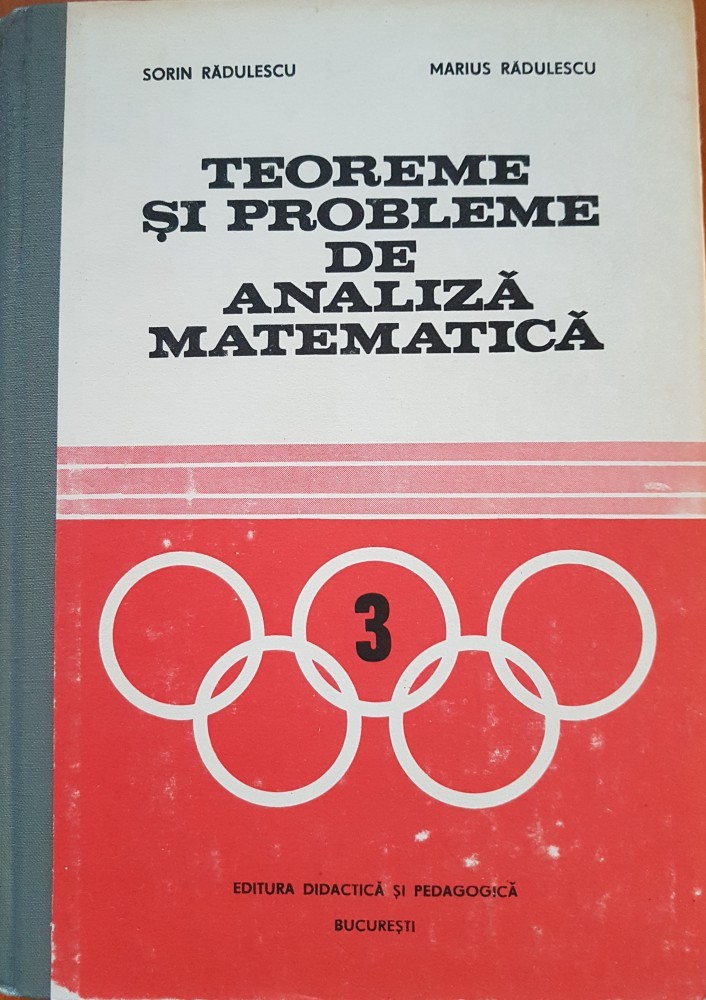 SORIN RĂDULESCU MARIUS RĂDULESCU
TEOREME
ȘI PROBLEME
DE
ANALIZĂ
MATEMATICĂ
3
EDITURA DIDACTICĂ ȘI PEDAGOGICĂ
BUCUREȘTI